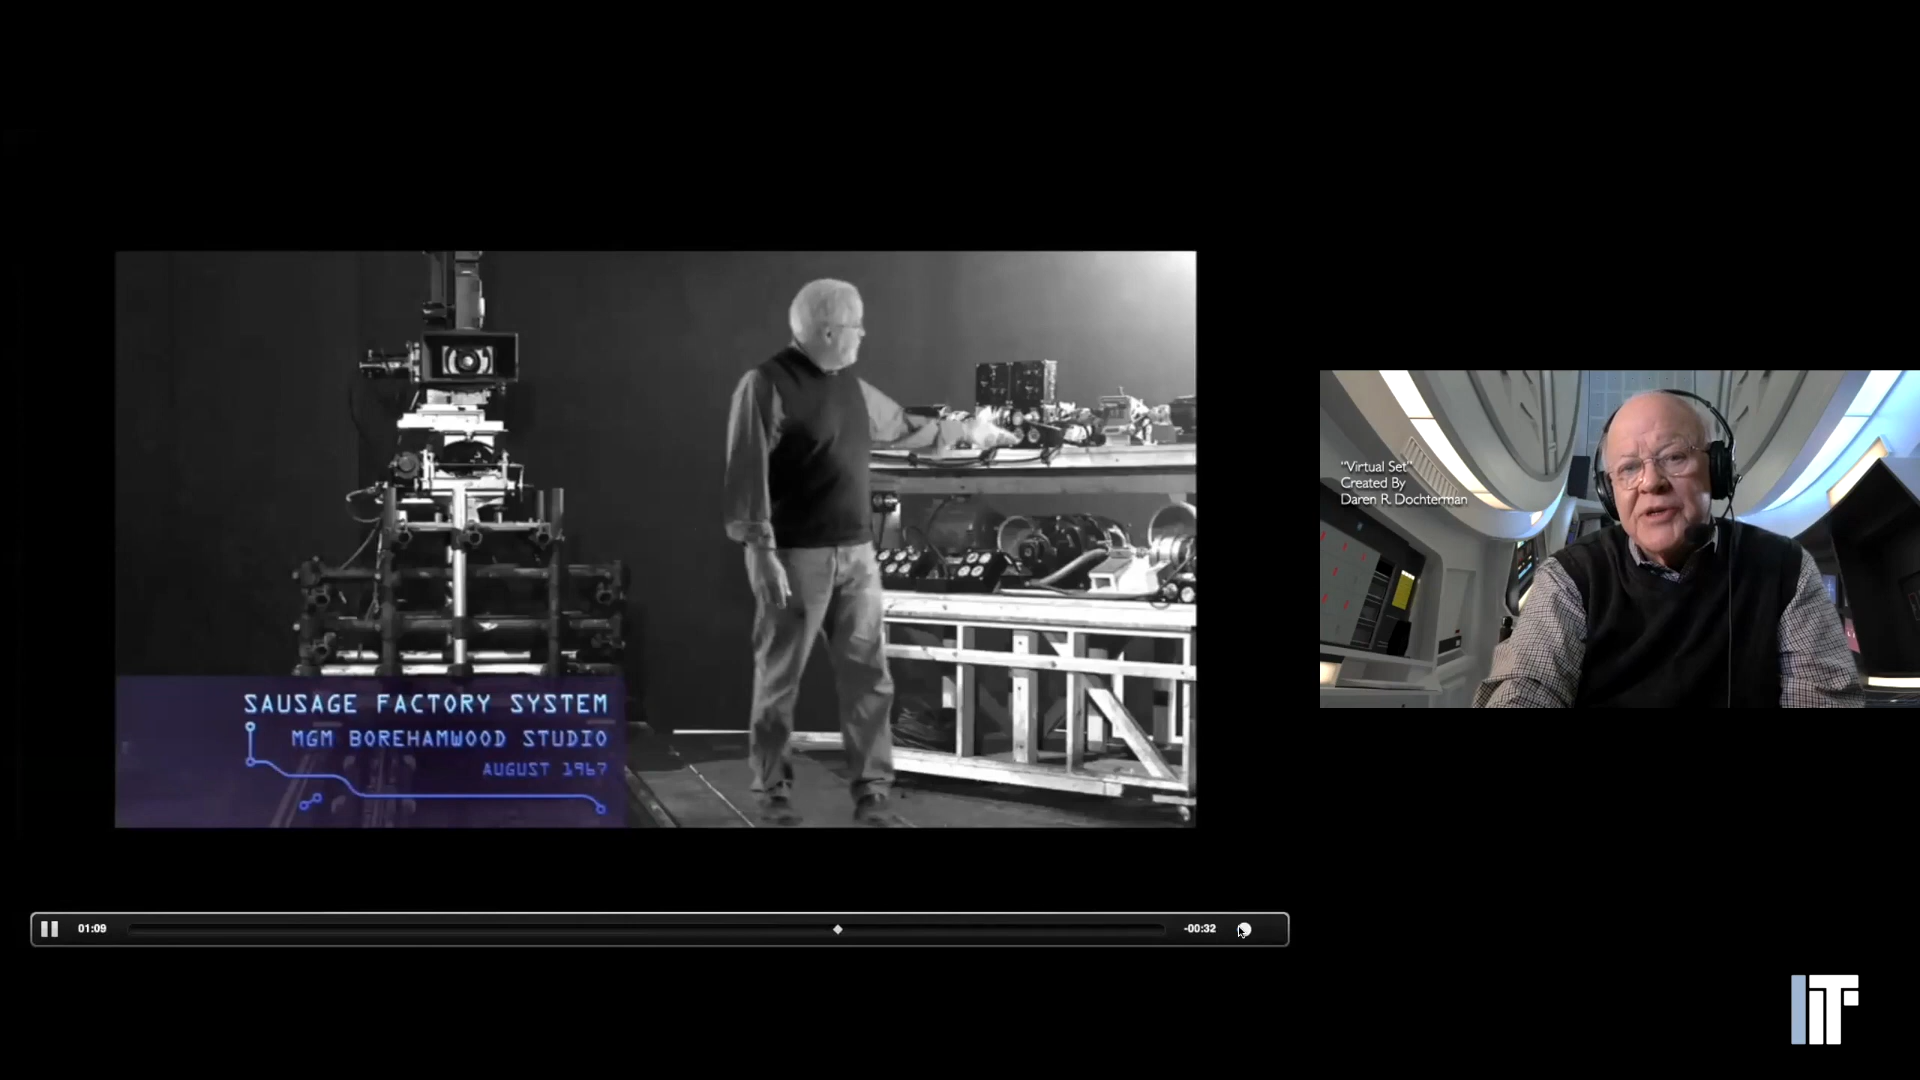 SAUSAGE FACTORY SYSTEM
MGM BOREHAMWOOD STUDIO
AUGUST 1967
"Virtual Set"
Created By
Daren R. Dochterman
01:09
-00:32